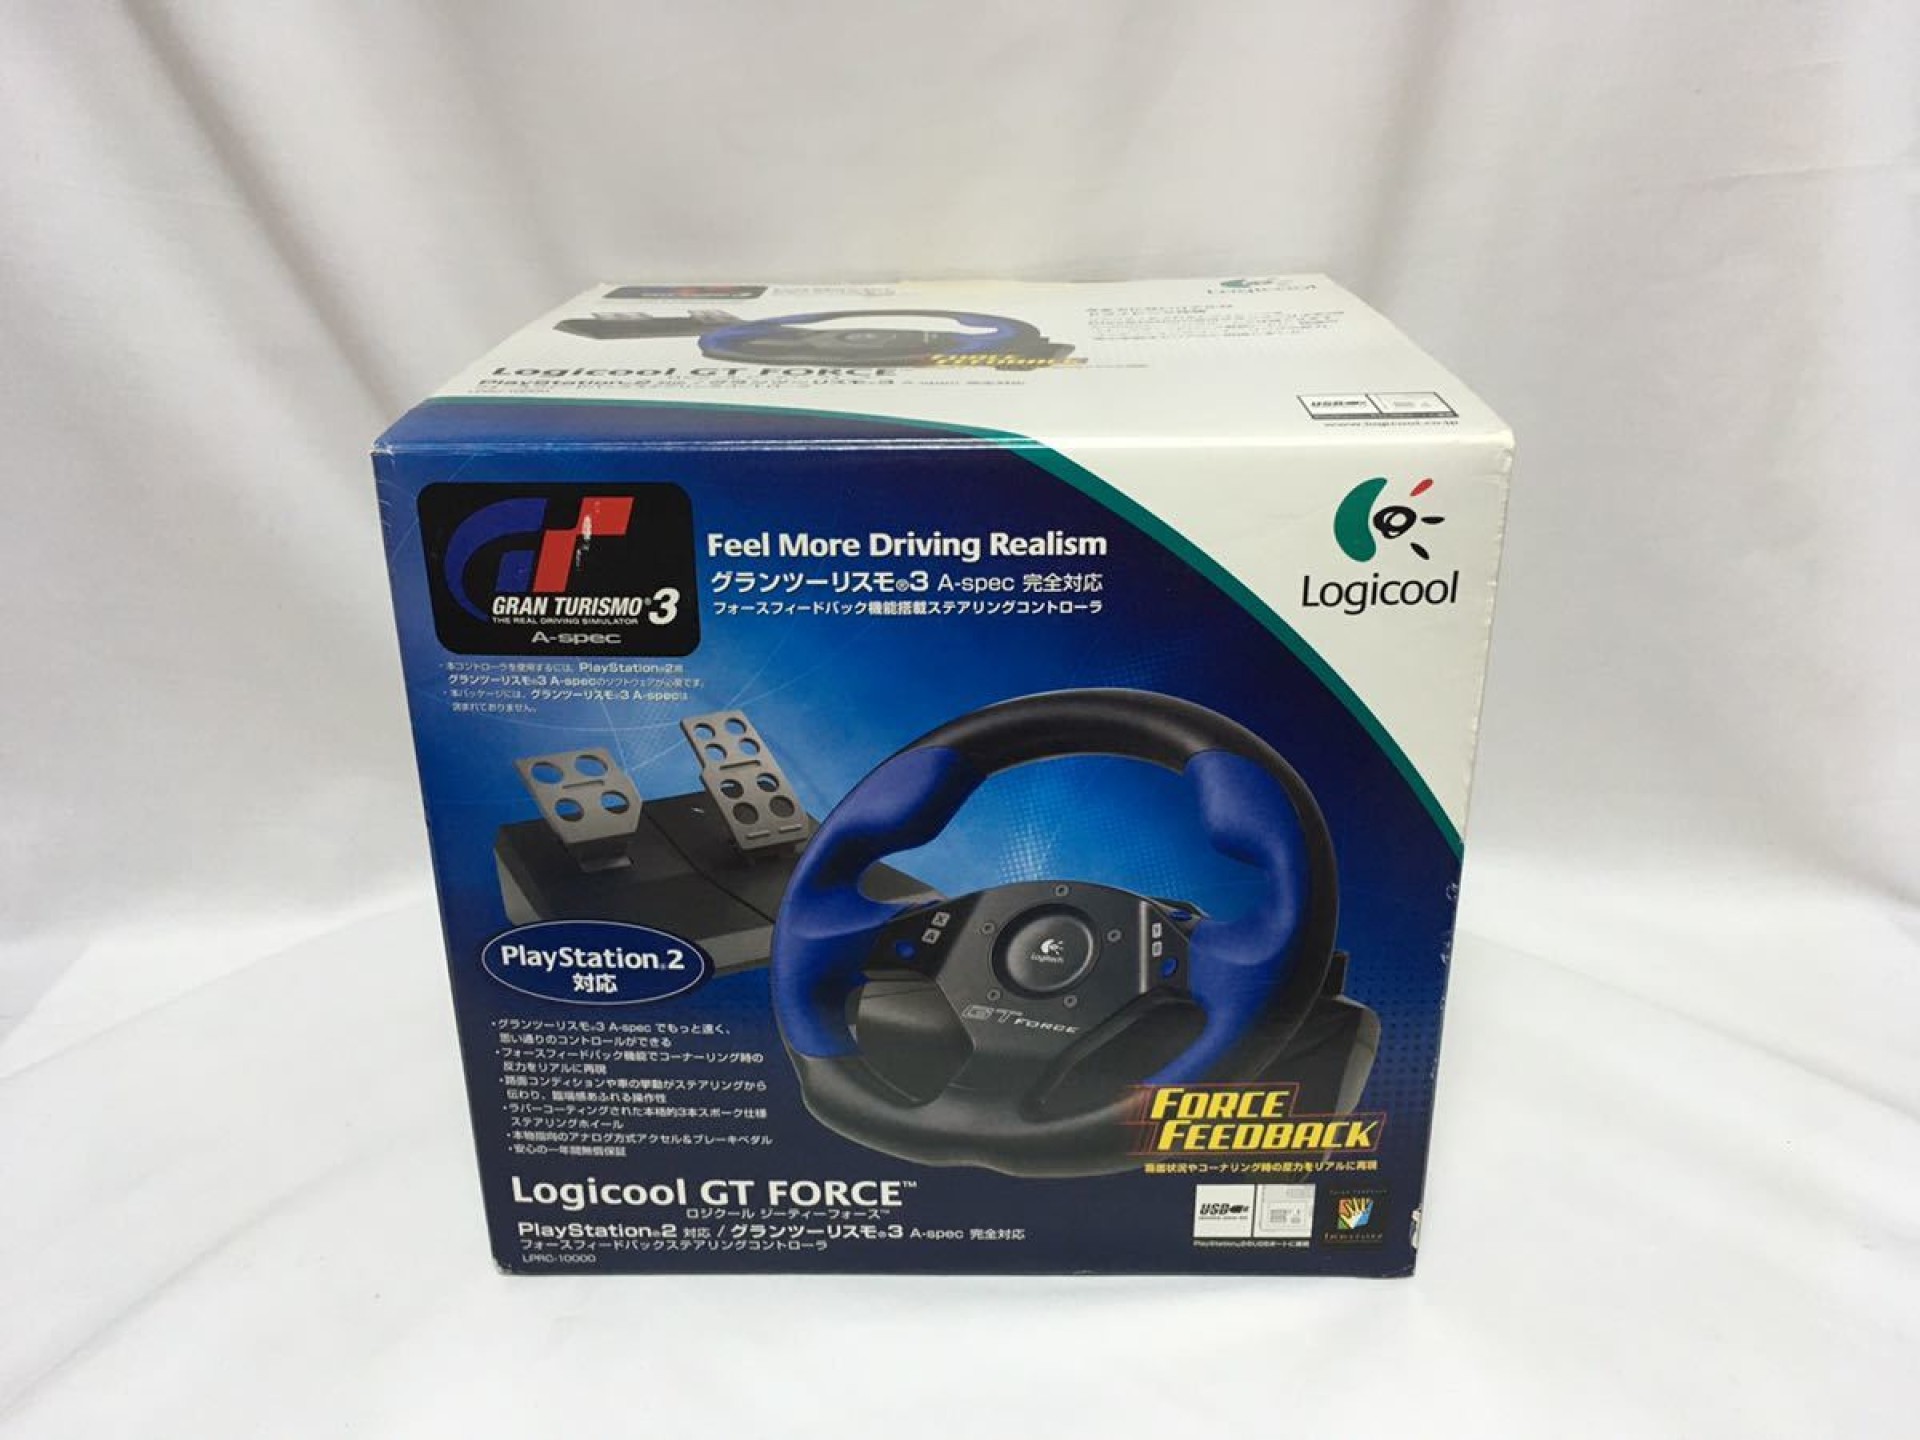 Logicool GT FORCE
FORCE
FEEDBACK
USB
www.logicool.co.jp
Logicool
GRAN TURISMO®3
THE REAL DRIVING SIMULATOR
A-spec
Feel More Driving Realism
グランツーリスモ®3 A-spec 完全対応
フォースフィードバック機能搭載ステアリングコントローラ
・本コントローラを使用するには、PlayStation®2用
グランツーリスモ®3 A-specのソフトウェアが必要です。
・本パッケージには、グランツーリスモ®3 A-specは
含まれておりません。
X
A
Logitech
GT FORCE
PlayStation®2
対応
・グランツーリスモ®3 A-spec でもっと速く、
思い通りのコントロールができる
・フォースフィードバック機能でコーナーリング時の
反力をリアルに再現
・路面コンディションや車の挙動がステアリングから
伝わり、臨場感あふれる操作性
・ラバーコーティングされた本格的3本スポーク仕様
ステアリングホイール
・本物指向のアナログ方式アクセル&ブレーキペダル
・安心の一年間無償保証
FORCE
FEEDBACK
路面状況やコーナリング時の反力をリアルに再現
Logicool GT FORCE™
ロジクール ジーティーフォース™
PlayStation®2 対応 / グランツーリスモ®3 A-spec 完全対応
フォースフィードバックステアリングコントローラ
LPRC-10000
USB
PlayStation®2のUSBポートに接続